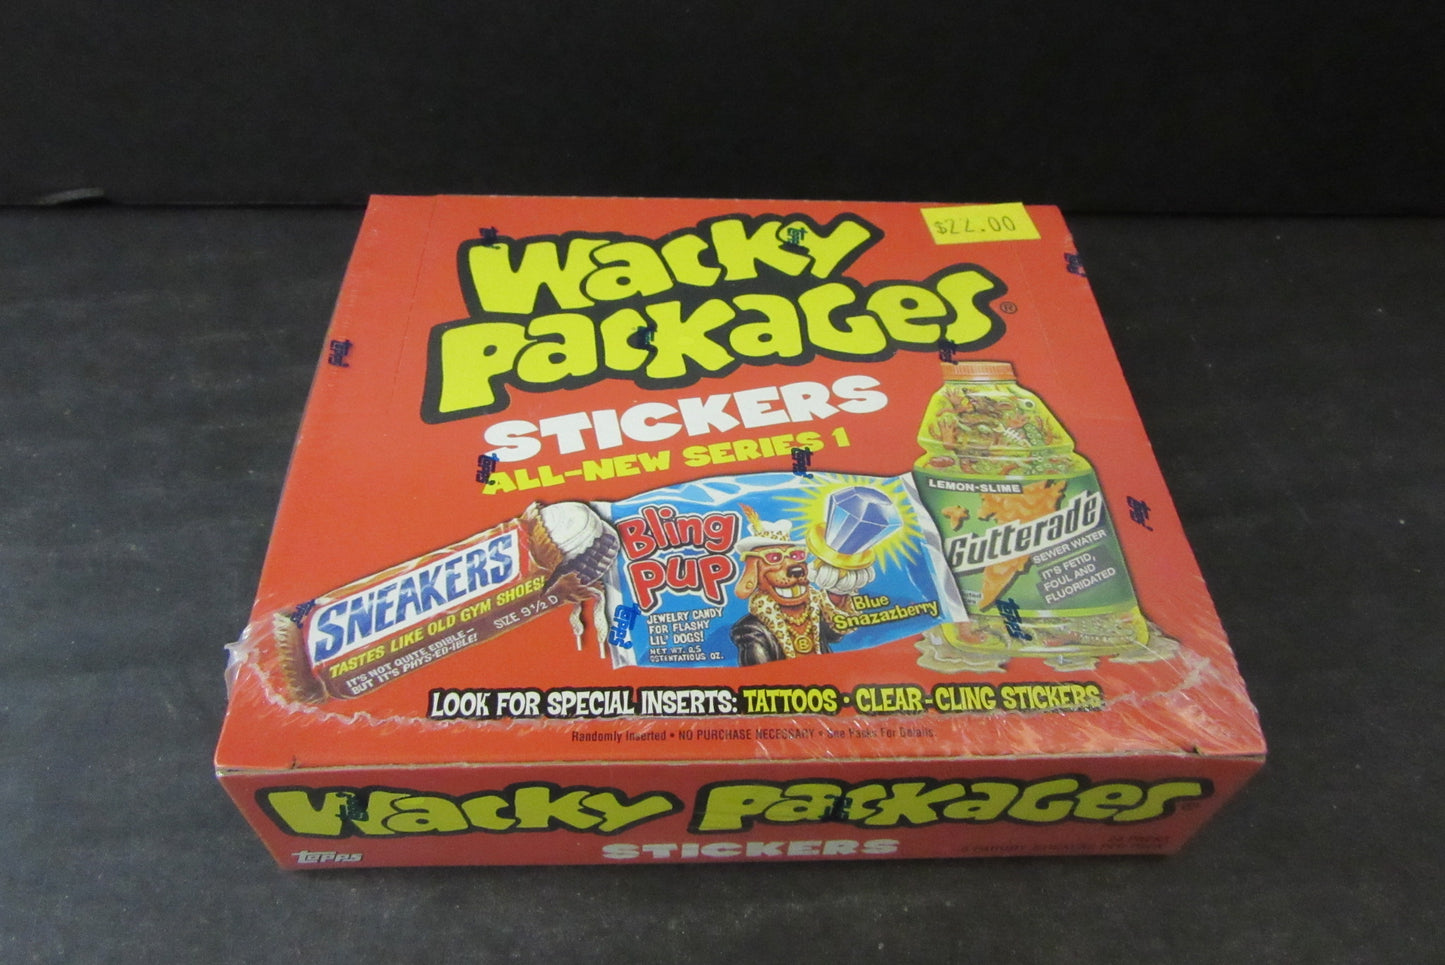 $22.00
Wacky
Packages®
STICKERS
ALL-NEW SERIES 1
SNEAKERS
TASTES LIKE OLD GYM SHOES!
IT'S NOT QUITE EDIBLE -
BUT IT'S PHYS-ED-IBLE!
SIZE 9½ D
Bling
Pup
JEWELRY CANDY
FOR FLASHY
LIL' DOGS!
NET WT. 2.5
OSTENTATIOUS OZ.
Blue
Snazazberry
LEMON-SLIME
Gutterade
SEWER WATER
IT'S FETID,
FOUL AND
FLUORIDATED
LOOK FOR SPECIAL INSERTS: TATTOOS • CLEAR-CLING STICKERS
Randomly Inserted • NO PURCHASE NECESSARY • See Packs For Details
Wacky Packages®
topps
STICKERS
24 PACKS